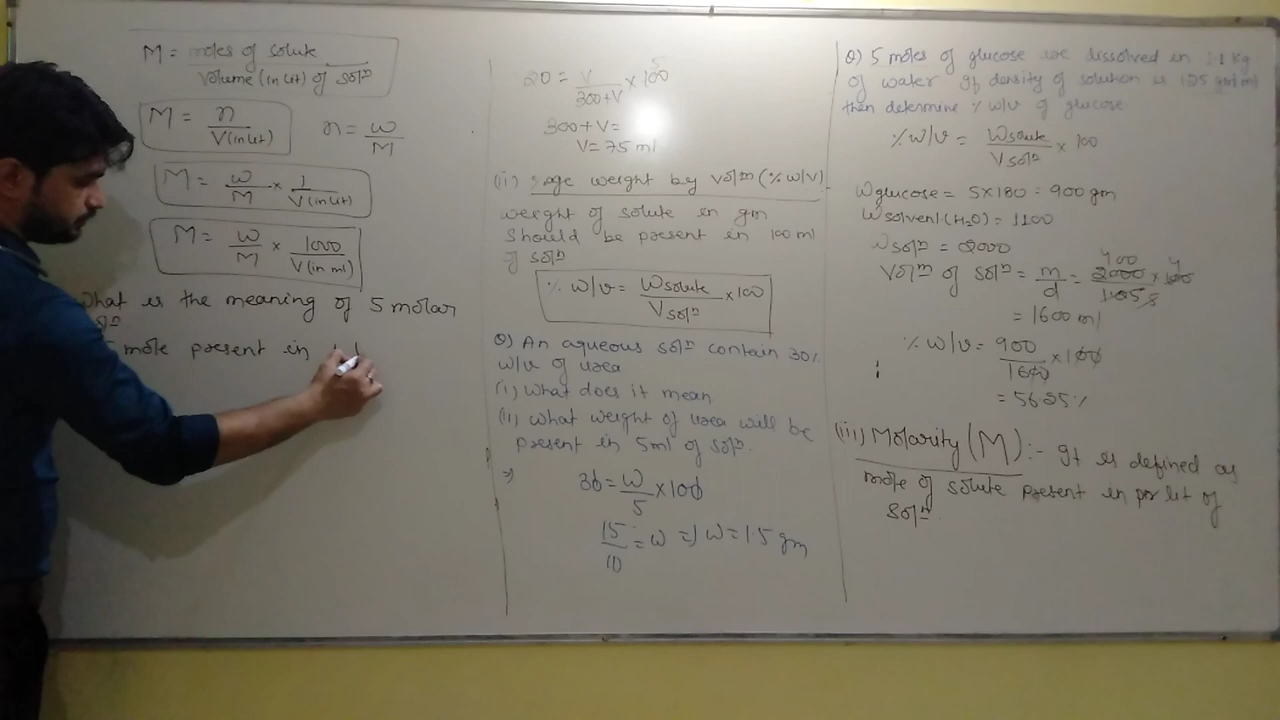 M = moles of solute
Volume (in lit) of solⁿ
M = n
V(in lit)
n = w
M
M = w/M × 1/V(in lit)
M = w/M × 1000/V(in ml)
What is the meaning of 5 molar
solⁿ
5 mole present in 1 l
20 = V/300+V × 100
5
300+V=
V=75 ml
(ii) %age weight by Volᵐ (% w/V)
weight of solute in gm
should be present in 100 ml
of solⁿ
% w/v = Wsolute/Vsolⁿ × 100
Q) An aqueous solⁿ contain 30%
w/v of urea
(i) What does it mean
(ii) What weight of urea will be
present in 5ml of solⁿ.
⇒ 30 = w/5 × 100
15/10 = w ⇒ w = 1.5 gm
Q) 5 moles of glucose are dissolved in 1.1 Kg
of water If density of solution is 1.25 gm/ml
then determine % w/v of glucose
% w/v = Wsolute/Vsolⁿ × 100
Wglucose = 5×180 = 900 gm
Wsolvent (H₂O) = 1100
Wsolⁿ = 2000
400 4
Volᵐ of solⁿ = m/d = 2000/125 × 100
= 1600 ml
% w/v = 900/1600 × 100
= 56.25%
(iii) Molarity (M) :- It is defined as
mole of solute present in per lit of
solⁿ